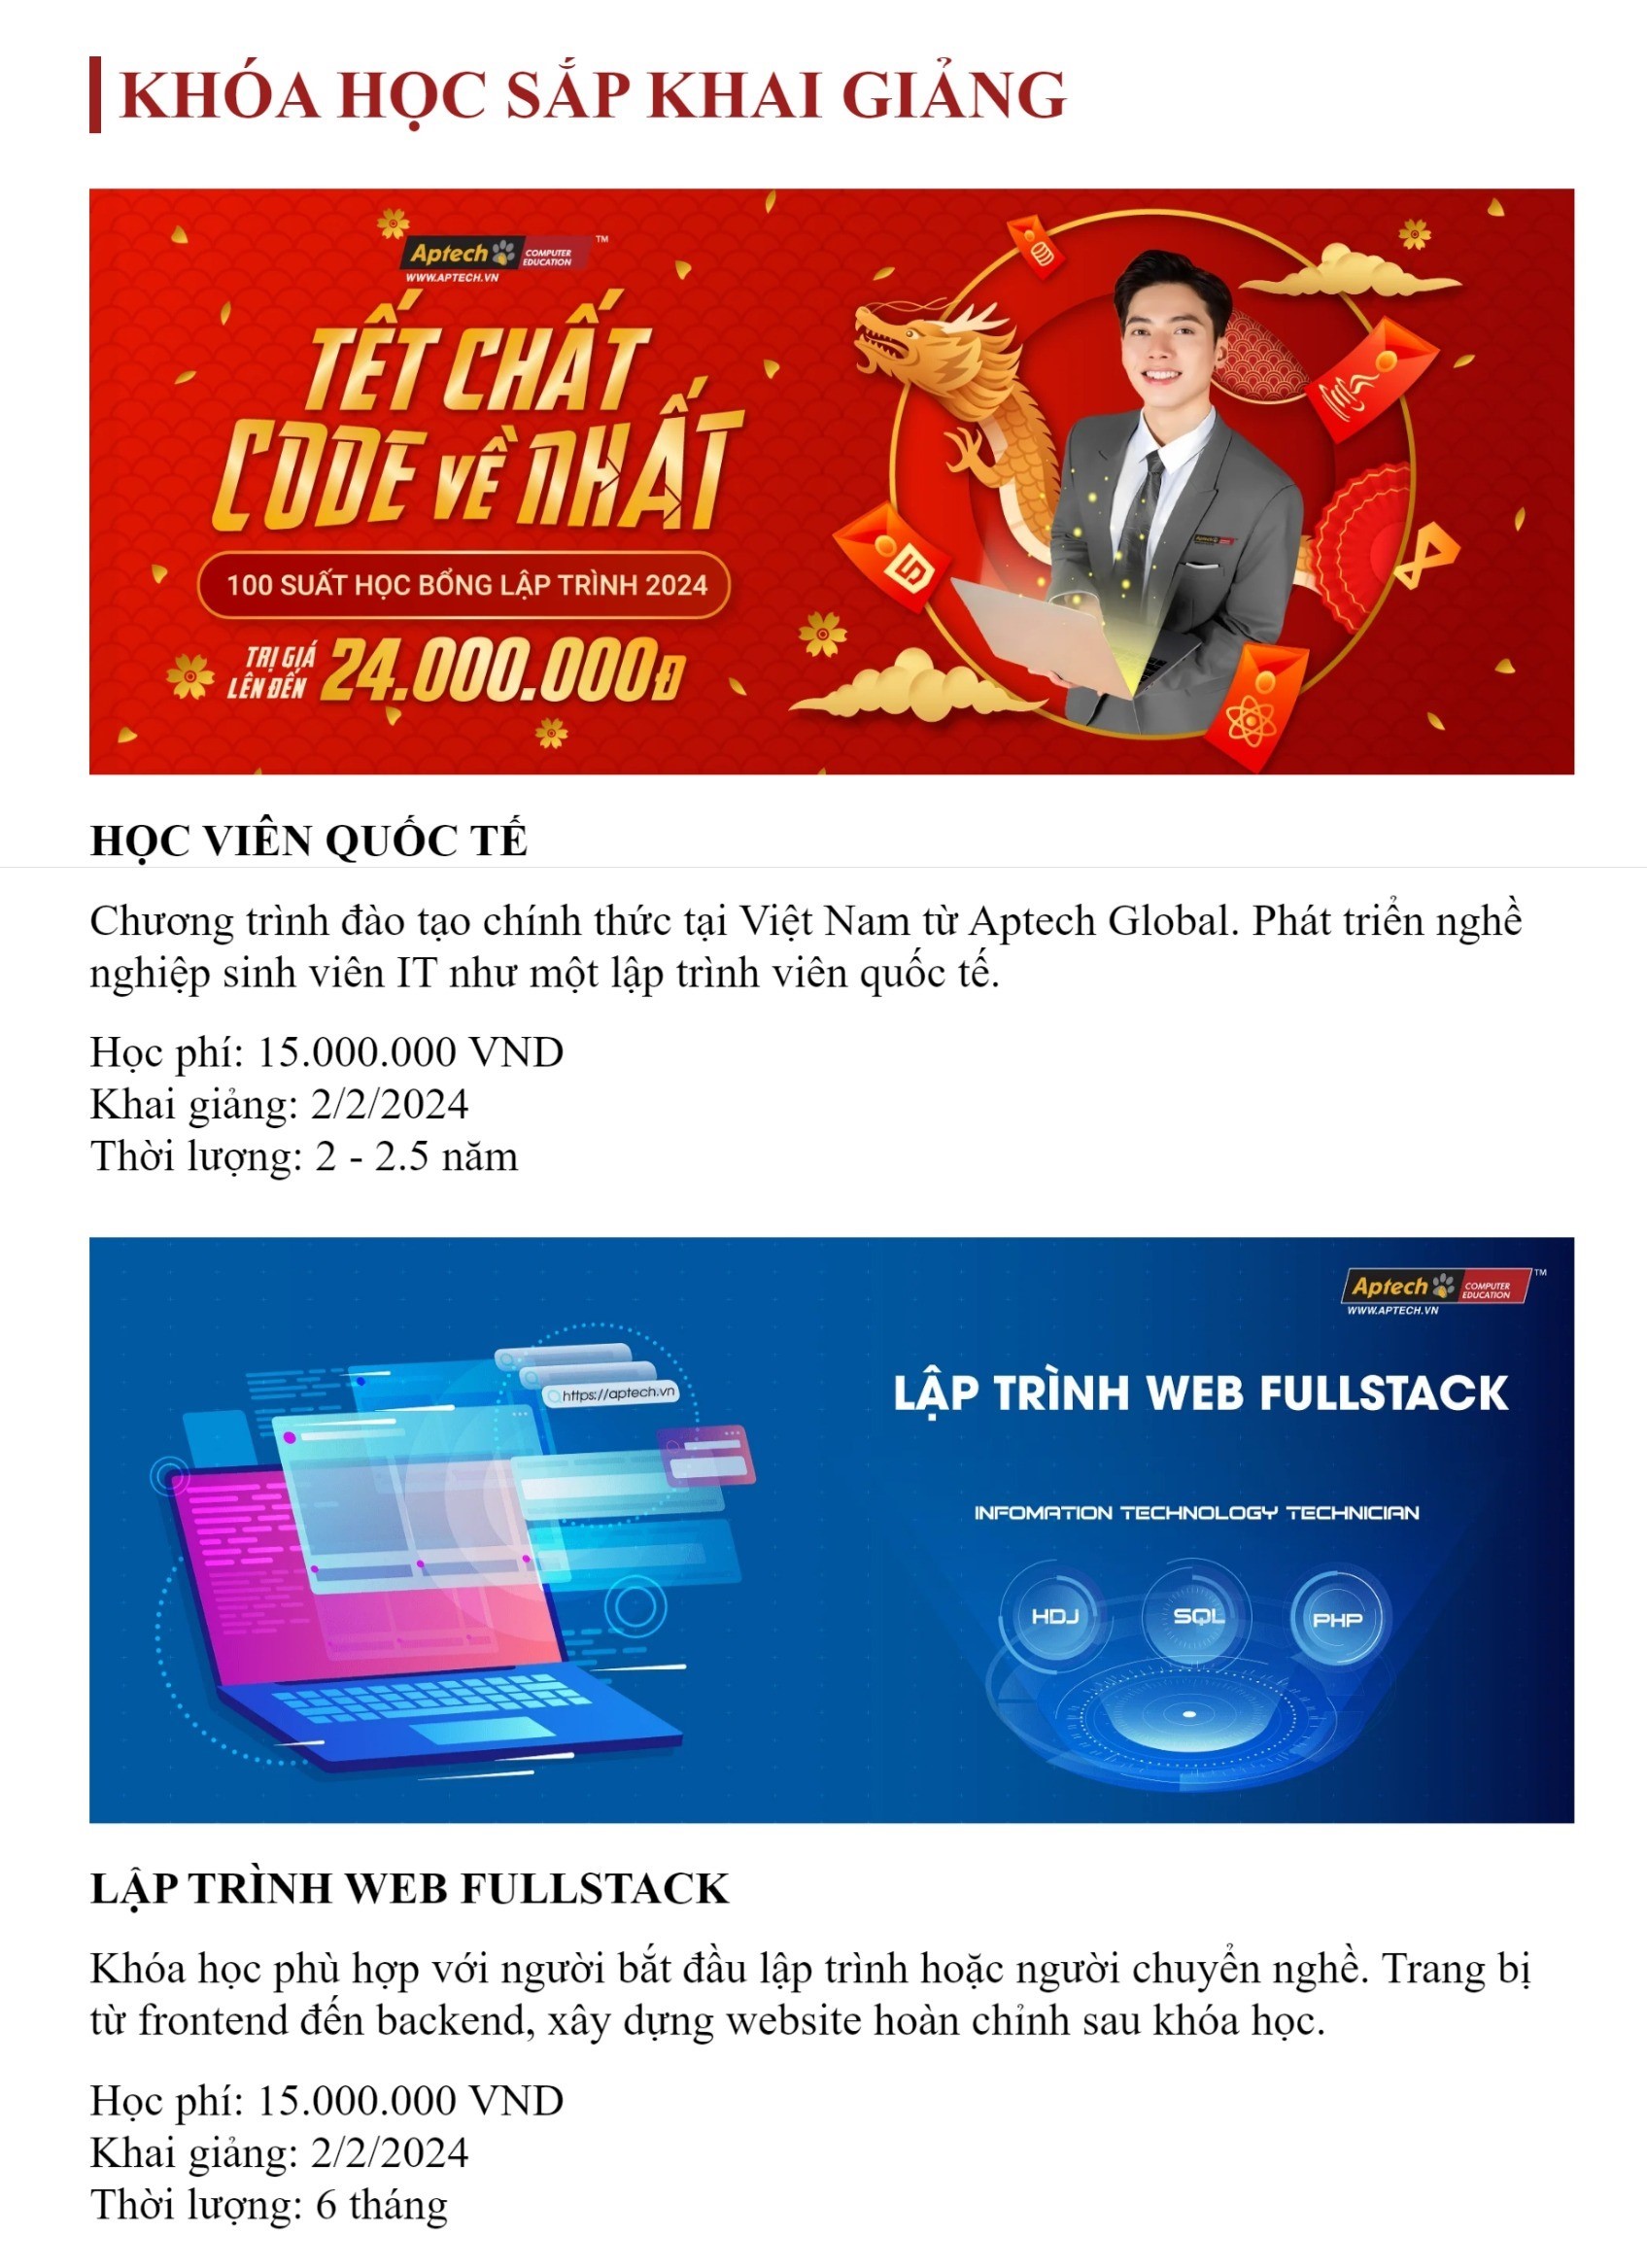 KHÓA HỌC SẮP KHAI GIẢNG
Aptech COMPUTER EDUCATION ™
WWW.APTECH.VN
TẾT CHẤT
CODE VỀ NHẤT
100 SUẤT HỌC BỔNG LẬP TRÌNH 2024
TRỊ GIÁ LÊN ĐẾN 24.000.000Đ
HỌC VIÊN QUỐC TẾ
Chương trình đào tạo chính thức tại Việt Nam từ Aptech Global. Phát triển nghề
nghiệp sinh viên IT như một lập trình viên quốc tế.
Học phí: 15.000.000 VND
Khai giảng: 2/2/2024
Thời lượng: 2 - 2.5 năm
Aptech COMPUTER EDUCATION ™
WWW.APTECH.VN
https://aptech.vn
LẬP TRÌNH WEB FULLSTACK
INFOMATION TECHNOLOGY TECHNICIAN
HDJ SQL PHP
LẬP TRÌNH WEB FULLSTACK
Khóa học phù hợp với người bắt đầu lập trình hoặc người chuyển nghề. Trang bị
từ frontend đến backend, xây dựng website hoàn chỉnh sau khóa học.
Học phí: 15.000.000 VND
Khai giảng: 2/2/2024
Thời lượng: 6 tháng